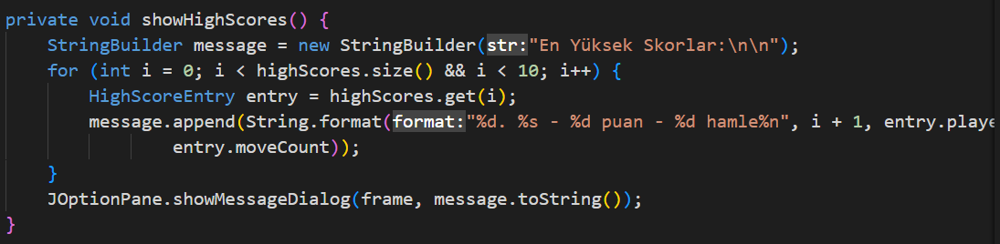 private void showHighScores() {
StringBuilder message = new StringBuilder(str:"En Yüksek Skorlar:\n\n");
for (int i = 0; i < highScores.size() && i < 10; i++) {
HighScoreEntry entry = highScores.get(i);
message.append(String.format(format:"%d. %s - %d puan - %d hamle%n", i + 1, entry.playe
entry.moveCount));
}
JOptionPane.showMessageDialog(frame, message.toString());
}